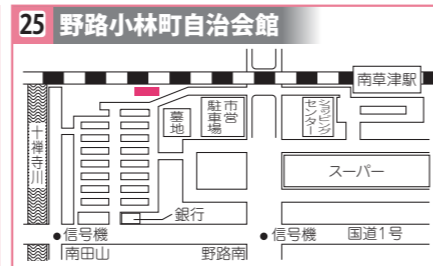 25 野路小林町自治会館
南草津駅
墓地
市営
駐車場
ショッピング
センター
十禅寺川
スーパー
銀行
●信号機
●信号機
国道1号
南田山
野路南